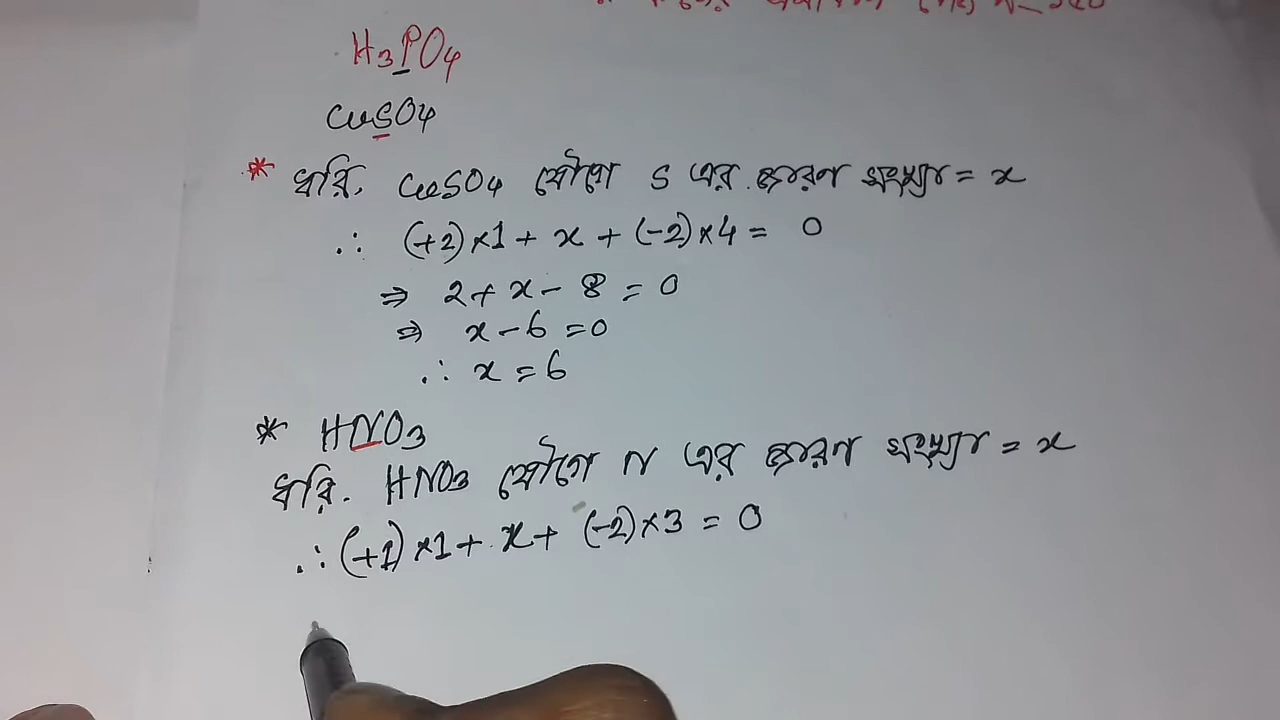 H₃PO₄
CuSO₄
* ধরি, CuSO₄ যৌগে S এর জারণ সংখ্যা = x
∴ (+2)×1 + x + (-2)×4 = 0
⇒ 2 + x - 8 = 0
⇒ x - 6 = 0
∴ x = 6
* HNO₃
ধরি, HNO₃ যৌগে N এর জারণ সংখ্যা = x
∴ (+1)×1 + x + (-2)×3 = 0